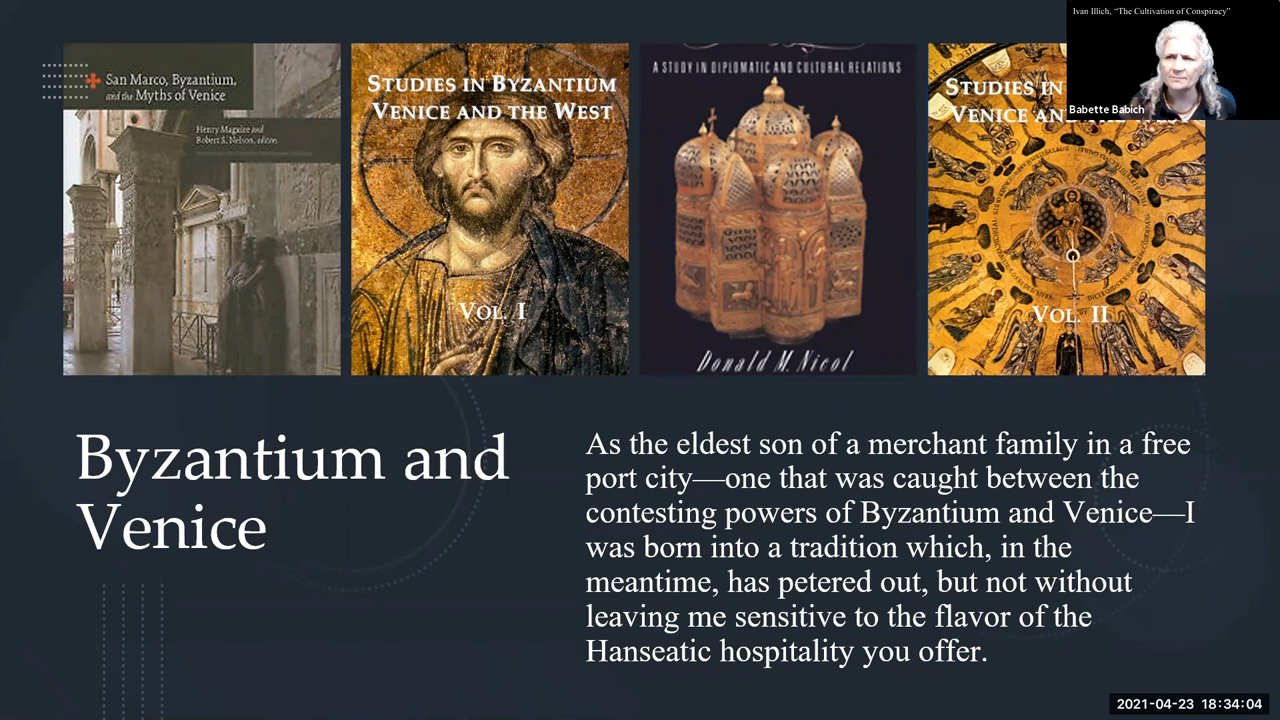 Ivan Illich, “The Cultivation of Conspiracy”
San Marco, Byzantium,
and the Myths of Venice
Henry Maguire and
Robert S. Nelson, editors
STUDIES IN BYZANTIUM
VENICE AND THE WEST
VOL. I
A STUDY IN DIPLOMATIC AND CULTURAL RELATIONS
Donald M. Nicol
STUDIES IN
VENICE AN
VOL. II
Babette Babich
Byzantium and
Venice
As the eldest son of a merchant family in a free
port city—one that was caught between the
contesting powers of Byzantium and Venice—I
was born into a tradition which, in the
meantime, has petered out, but not without
leaving me sensitive to the flavor of the
Hanseatic hospitality you offer.
2021-04-23 18:34:04